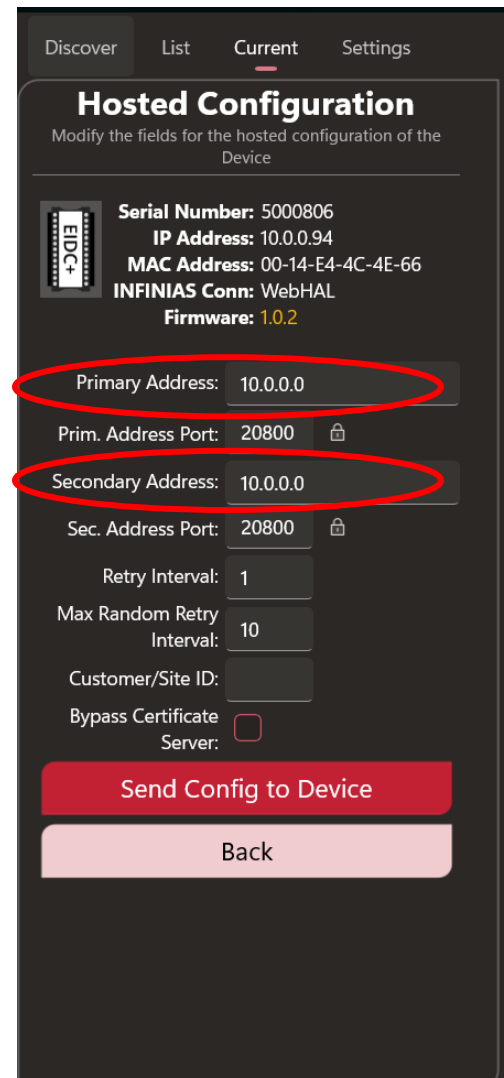 Discover List Current Settings
Hosted Configuration
Modify the fields for the hosted configuration of the
Device
EIDC+
Serial Number: 5000806
IP Address: 10.0.0.94
MAC Address: 00-14-E4-4C-4E-66
INFINIAS Conn: WebHAL
Firmware: 1.0.2
Primary Address: 10.0.0.0
Prim. Address Port: 20800
Secondary Address: 10.0.0.0
Sec. Address Port: 20800
Retry Interval: 1
Max Random Retry
Interval: 10
Customer/Site ID:
Bypass Certificate
Server:
Send Config to Device
Back